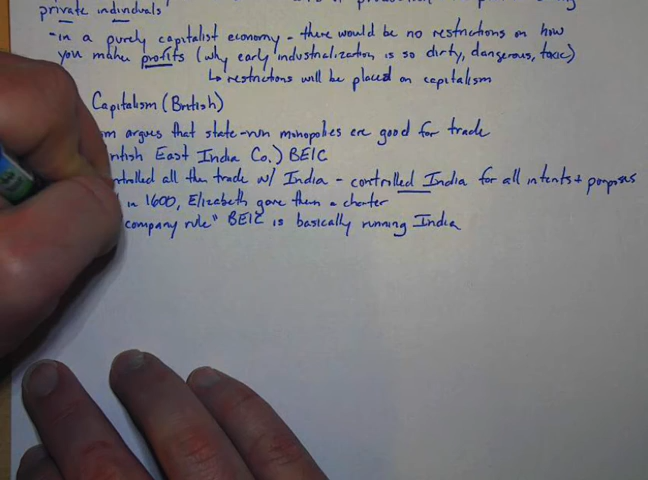 private individuals
-in a purely capitalist economy - there would be no restrictions on how
you make profits (why early industrialization is so dirty, dangerous, toxic)
↳ restrictions will be placed on capitalism
Capitalism (British)
argues that state-run monopolies are good for trade
East India Co.) BEIC
all the trade w/ India - controlled India for all intents + purposes
in 1600, Elizabeth gave them a charter
company rule" BEIC is basically running India